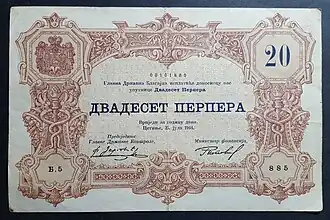 20
Главна Државна Благајна исплатиће доносиоцу ове
упутнице Двадесет Перпера
ДВАДЕСЕТ ПЕРПЕРА
Вриједи за годину дана.
Цетиње, 25. јула 1914.
Предсједник
Главне Државне Контроле,
Министар финансија,
Б.5
885